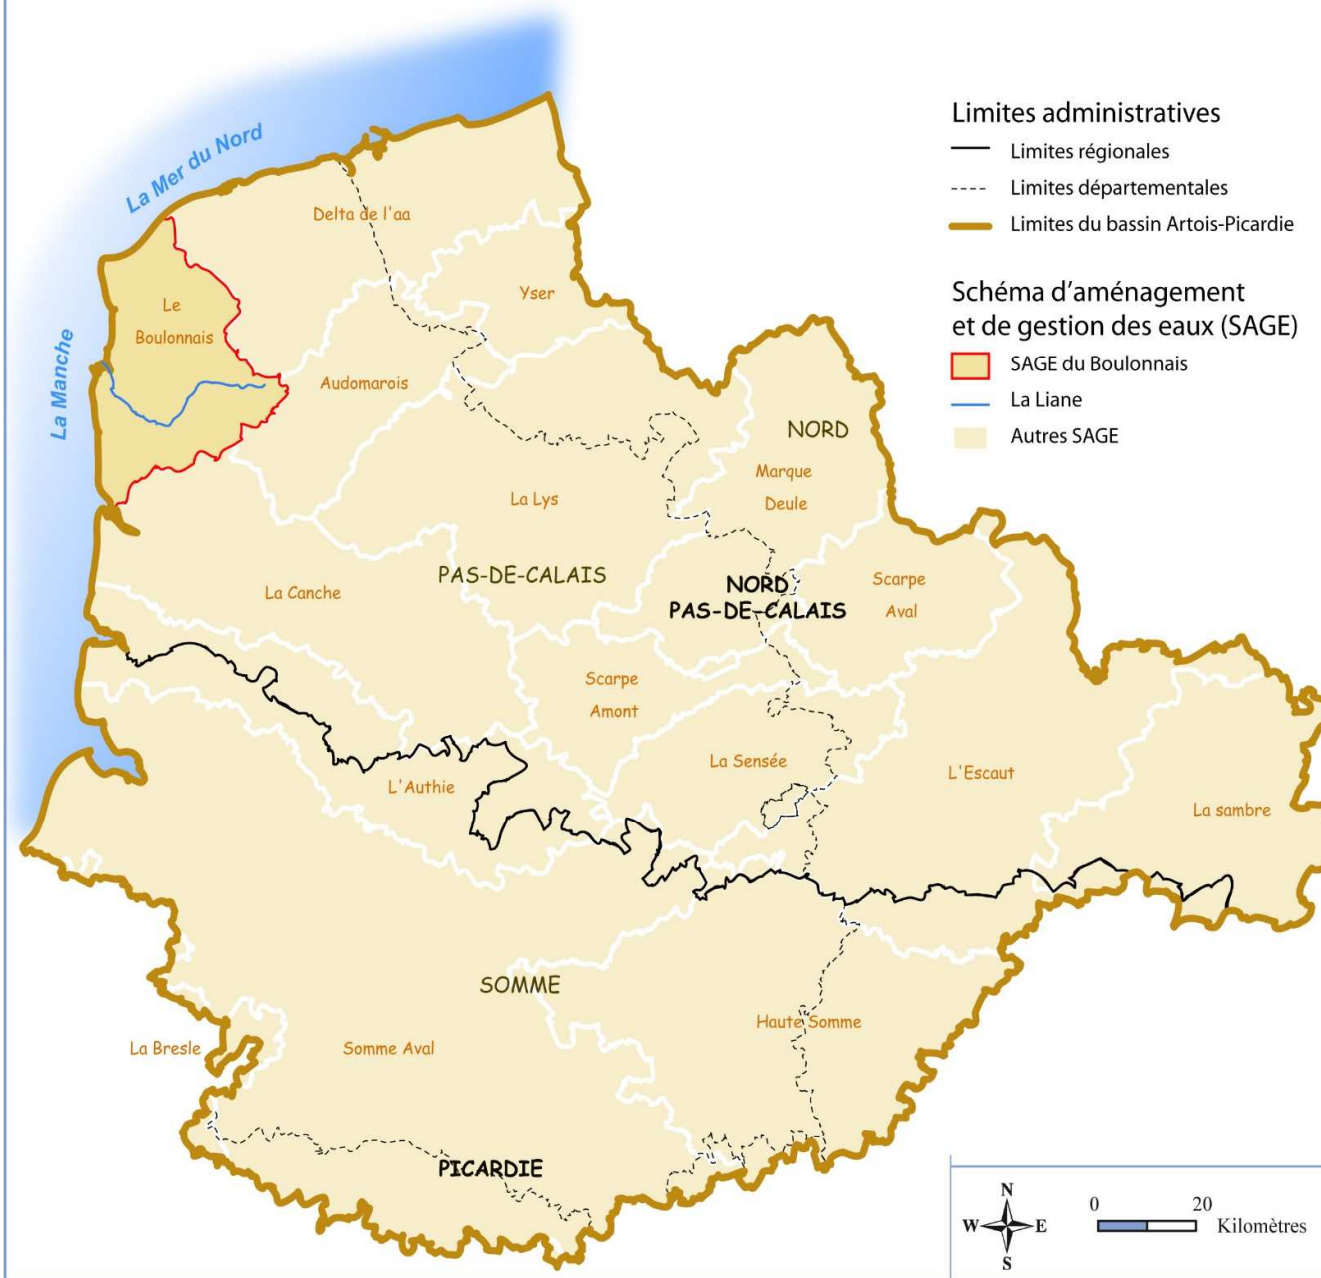 Limites administratives
Limites régionales
Limites départementales
Limites du bassin Artois-Picardie
Schéma d'aménagement
et de gestion des eaux (SAGE)
SAGE du Boulonnais
La Liane
Autres SAGE
La Mer du Nord
La Manche
Delta de l'aa
Le
Boulonnais
Yser
Audomarois
NORD
Marque
Deule
La Lys
PAS-DE-CALAIS
NORD
PAS-DE-CALAIS
Scarpe
Aval
La Canche
Scarpe
Amont
La Sensée
L'Authie
L'Escaut
La sambre
SOMME
Haute Somme
La Bresle
Somme Aval
PICARDIE
N
W
E
S
0
20
Kilomètres